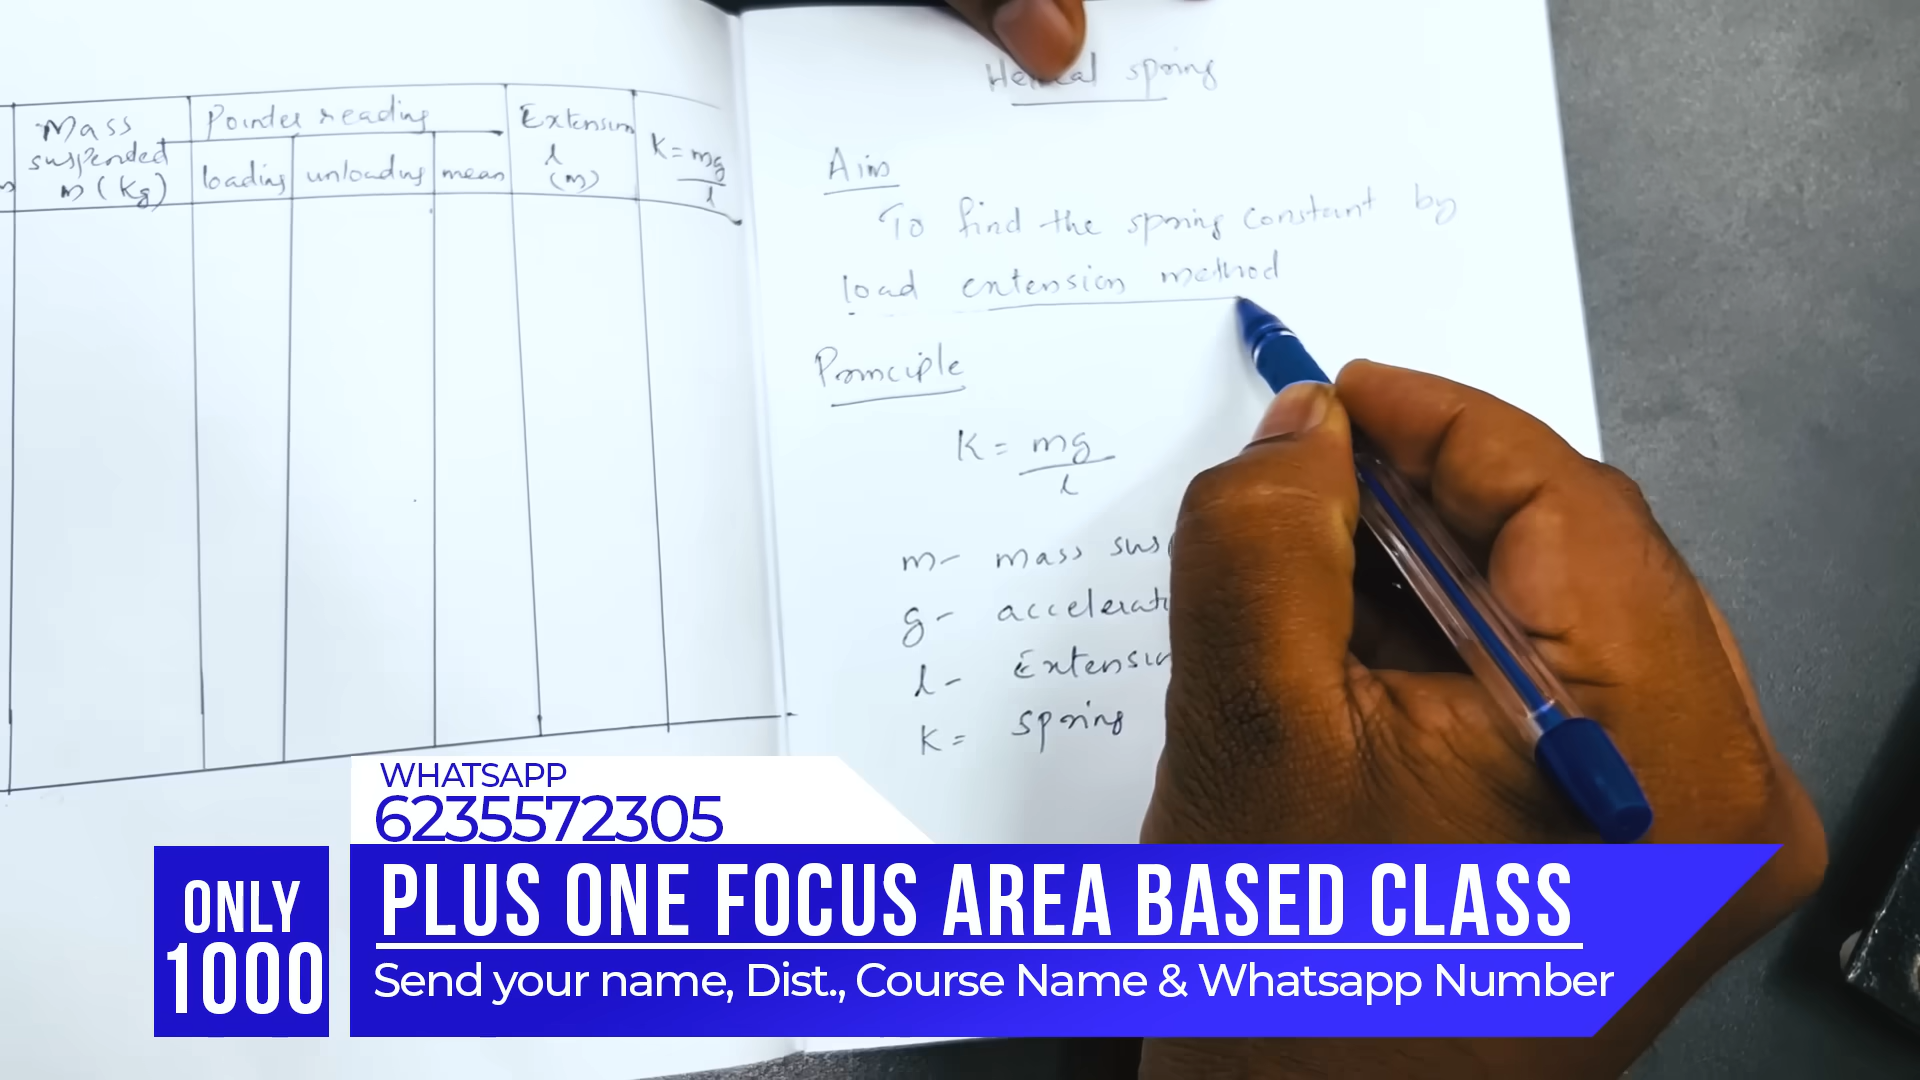 Mass
suspended
m (Kg)
Pointer reading
loading unloading mean
Extension
l
(m)
K = mg
l
Helical spring
Aim
To find the spring constant by
load extension method
Principle
K = mg
l
m - mass
g -
l -
K = spring
WHATSAPP
6235572305
ONLY
1000
PLUS ONE FOCUS AREA BASED CLASS
Send your name, Dist., Course Name & Whatsapp Number